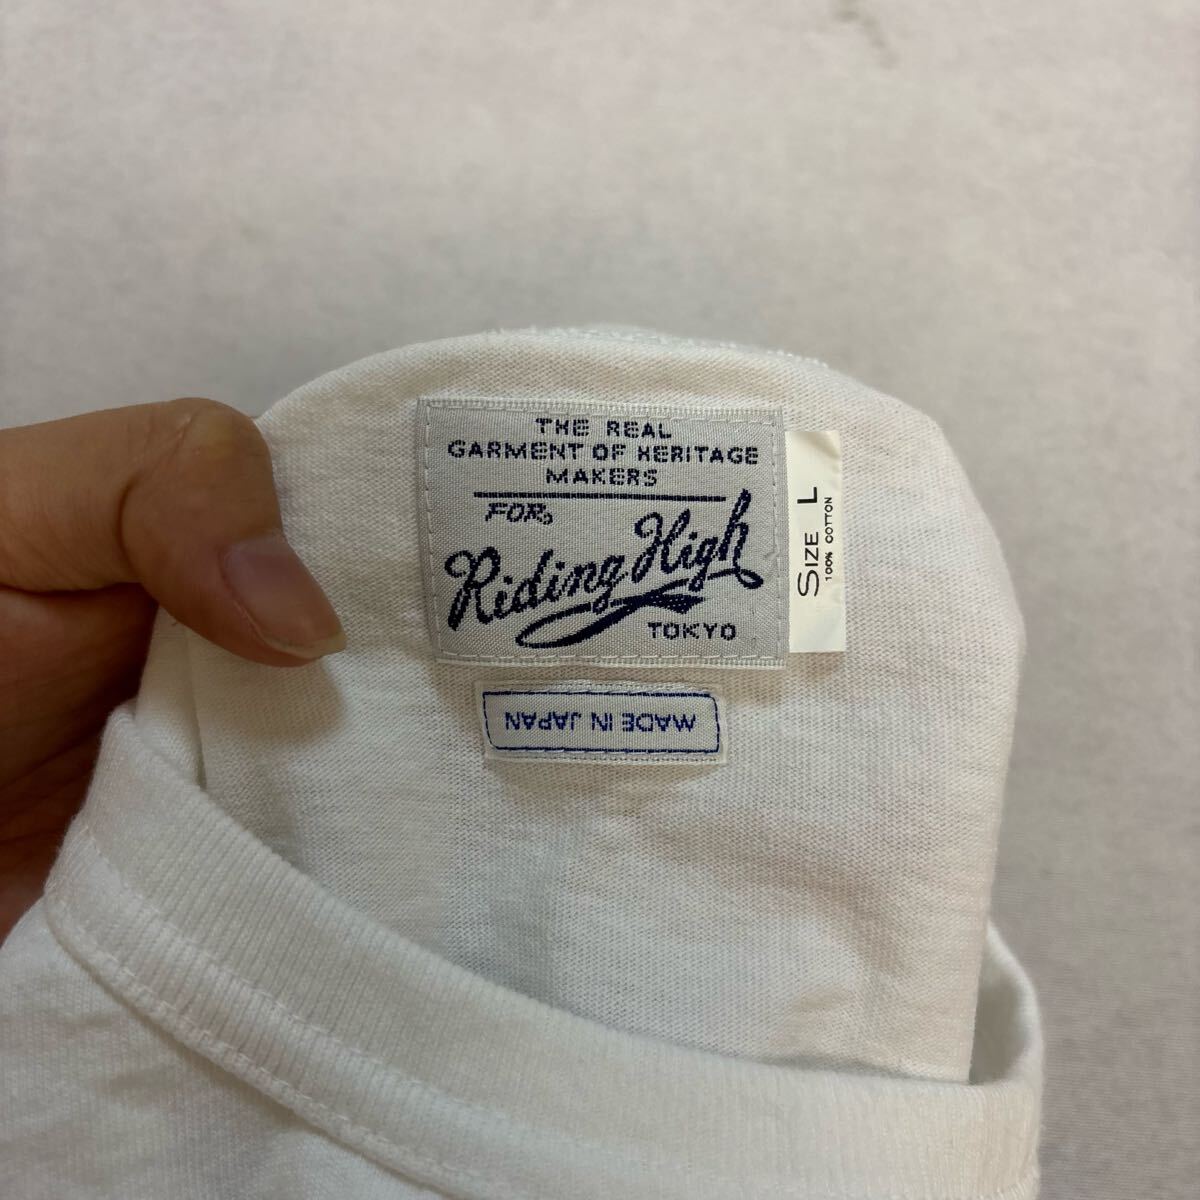 THE REAL
GARMENT OF HERITAGE
MAKERS
FOR
Riding High
TOKYO
SIZE L
100% COTTON
MADE IN JAPAN